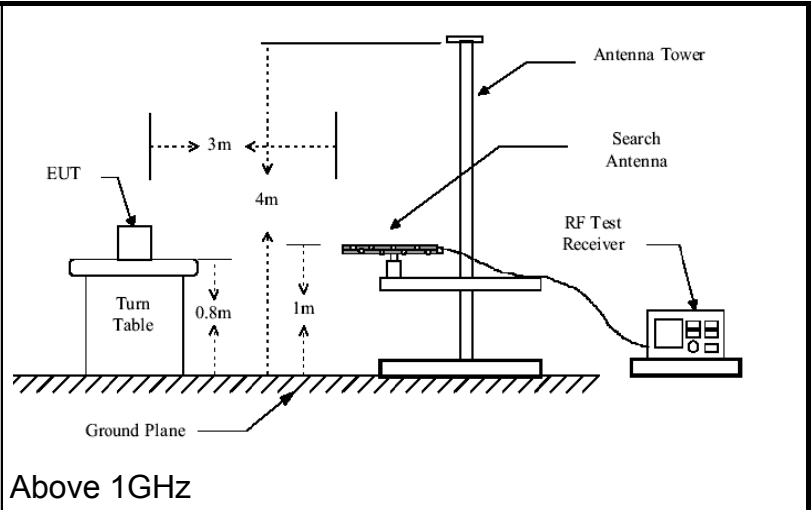 Antenna Tower
3m
Search
Antenna
EUT
4m
RF Test
Receiver
Turn
Table
0.8m
1m
Ground Plane
Above 1GHz